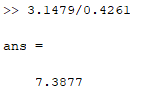 >> 3.1479/0.4261
ans =
7.3877